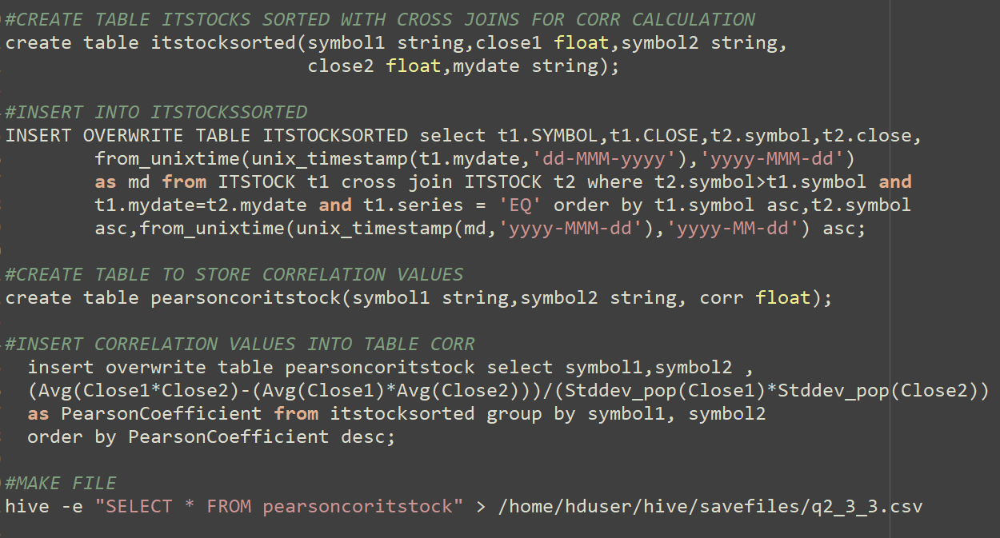 #CREATE TABLE ITSTOCKS SORTED WITH CROSS JOINS FOR CORR CALCULATION
create table itstocksorted(symbol1 string,close1 float,symbol2 string,
close2 float,mydate string);
#INSERT INTO ITSTOCKSSORTED
INSERT OVERWRITE TABLE ITSTOCKSORTED select t1.SYMBOL,t1.CLOSE,t2.symbol,t2.close,
from_unixtime(unix_timestamp(t1.mydate,'dd-MMM-yyyy'),'yyyy-MMM-dd')
as md from ITSTOCK t1 cross join ITSTOCK t2 where t2.symbol>t1.symbol and
t1.mydate=t2.mydate and t1.series = 'EQ' order by t1.symbol asc,t2.symbol
asc,from_unixtime(unix_timestamp(md,'yyyy-MMM-dd'),'yyyy-MM-dd') asc;
#CREATE TABLE TO STORE CORRELATION VALUES
create table pearsoncoritstock(symbol1 string,symbol2 string, corr float);
#INSERT CORRELATION VALUES INTO TABLE CORR
insert overwrite table pearsoncoritstock select symbol1,symbol2 ,
(Avg(Close1*Close2)-(Avg(Close1)*Avg(Close2)))/(Stddev_pop(Close1)*Stddev_pop(Close2))
as PearsonCoefficient from itstocksorted group by symbol1, symbol2
order by PearsonCoefficient desc;
#MAKE FILE
hive -e "SELECT * FROM pearsoncoritstock" > /home/hduser/hive/savefiles/q2_3_3.csv